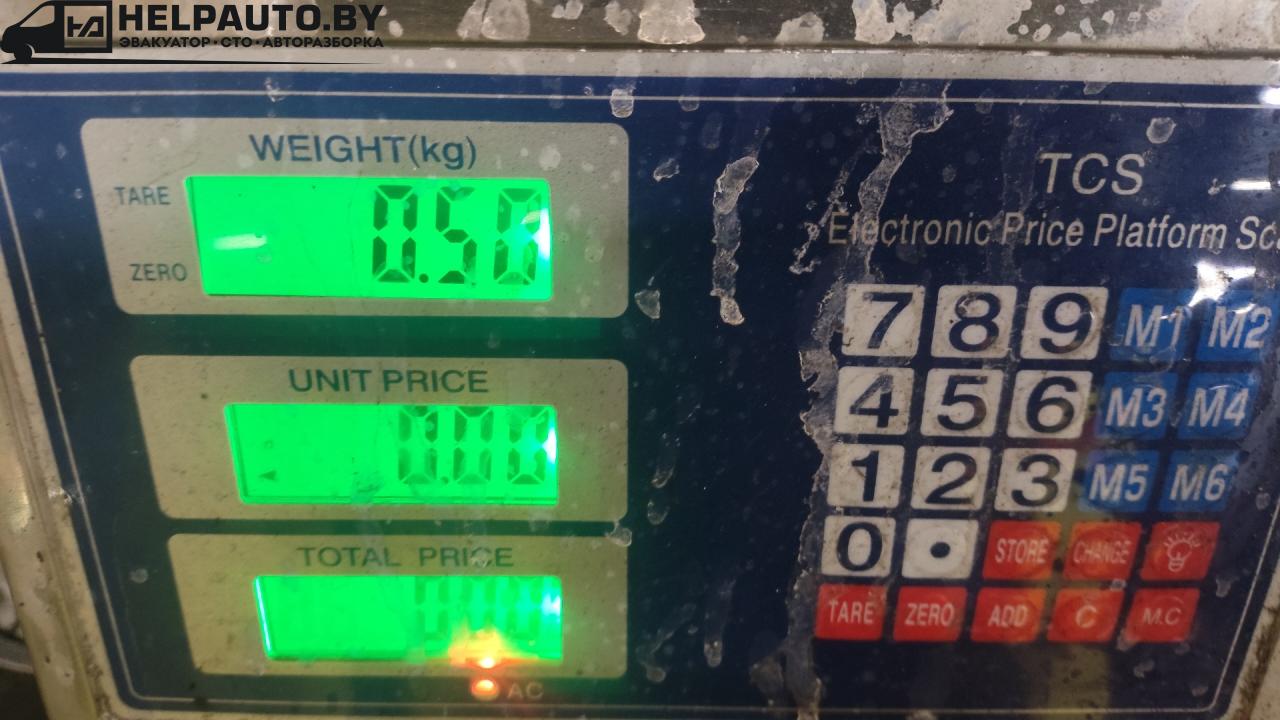 HELPAUTO.BY
ЭВАКУАТОР · СТО · АВТОРАЗБОРКА
WEIGHT(kg)
TARE
ZERO
UNIT PRICE
0.00
TOTAL PRICE
AC
TCS
Electronic Price Platform Sc
7 8 9 M1 M2
4 5 6 M3 M4
1 2 3 M5 M6
0 • STORE CHANGE
TARE ZERO ADD C M.C